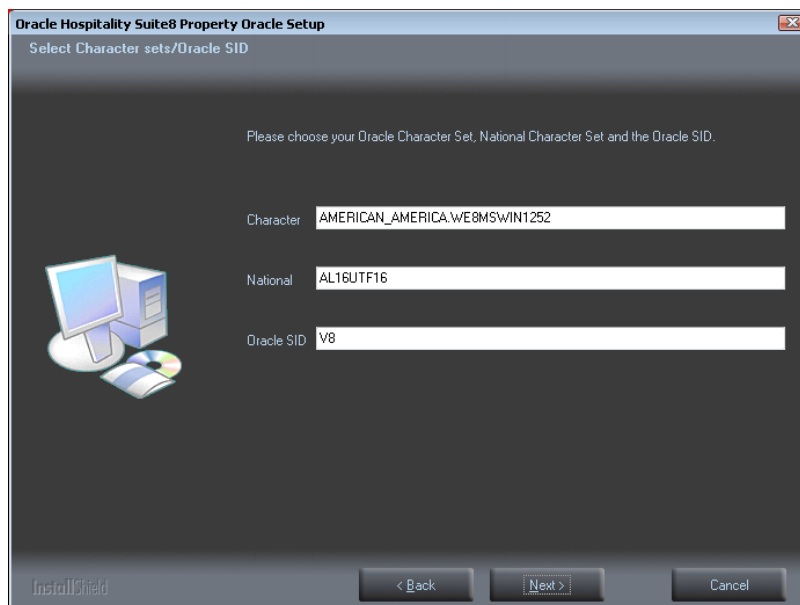 Oracle Hospitality Suite8 Property Oracle Setup
Select Character sets/Oracle SID
Please choose your Oracle Character Set, National Character Set and the Oracle SID.
Character AMERICAN_AMERICA.WE8MSWIN1252
National AL16UTF16
Oracle SID V8
InstallShield < Back Next > Cancel